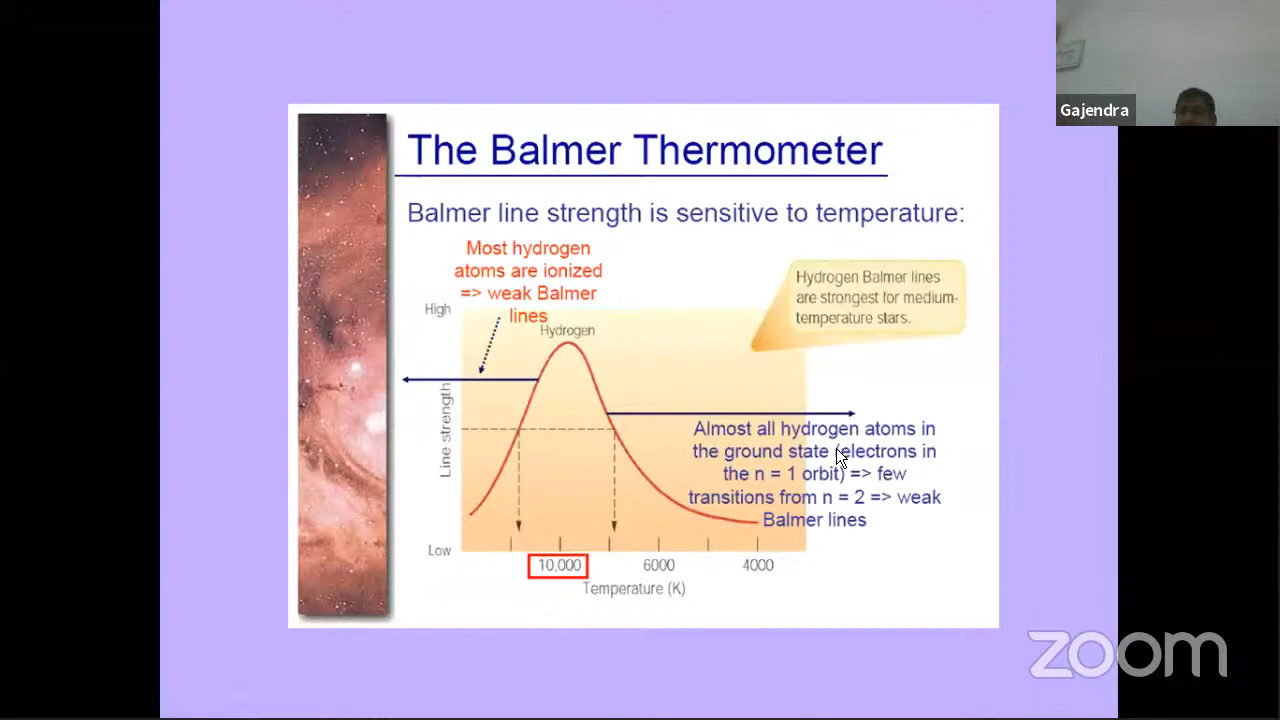 Gajendra
The Balmer Thermometer
Balmer line strength is sensitive to temperature:
Most hydrogen
atoms are ionized
=> weak Balmer
lines
Hydrogen Balmer lines
are strongest for medium-
temperature stars.
High
Hydrogen
Line strength
Almost all hydrogen atoms in
the ground state (electrons in
the n = 1 orbit) => few
transitions from n = 2 => weak
Balmer lines
Low
10,000 6000 4000
Temperature (K)
zoom